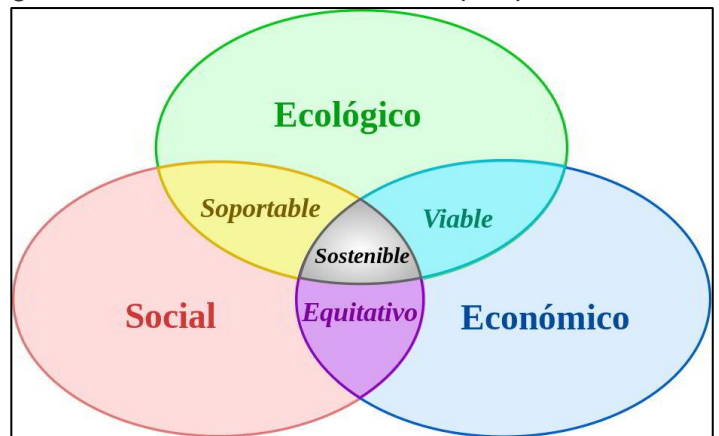 Ecológico
Soportable
Viable
Sostenible
Social
Equitativo
Económico